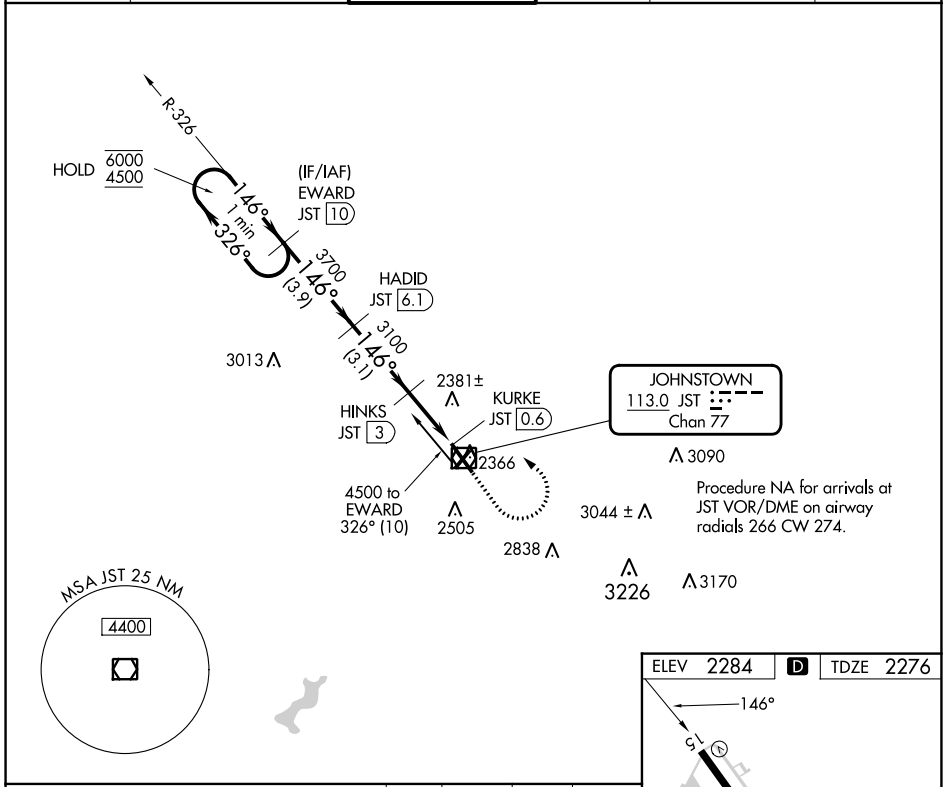 R-326
HOLD 6000
4500
(IF/IAF)
EWARD
JST 10
146°
1 min
326°
3700
146°
(3.9)
HADID
JST 6.1
3100
146°
(3.1)
3013
2381±
HINKS
JST 3
KURKE
JST 0.6
JOHNSTOWN
113.0 JST
Chan 77
2366
3090
4500 to
EWARD
326° (10)
2505
3044 ±
Procedure NA for arrivals at
JST VOR/DME on airway
radials 266 CW 274.
2838
3226
3170
MSA JST 25 NM
4400
ELEV 2284 D TDZE 2276
146°
15
V